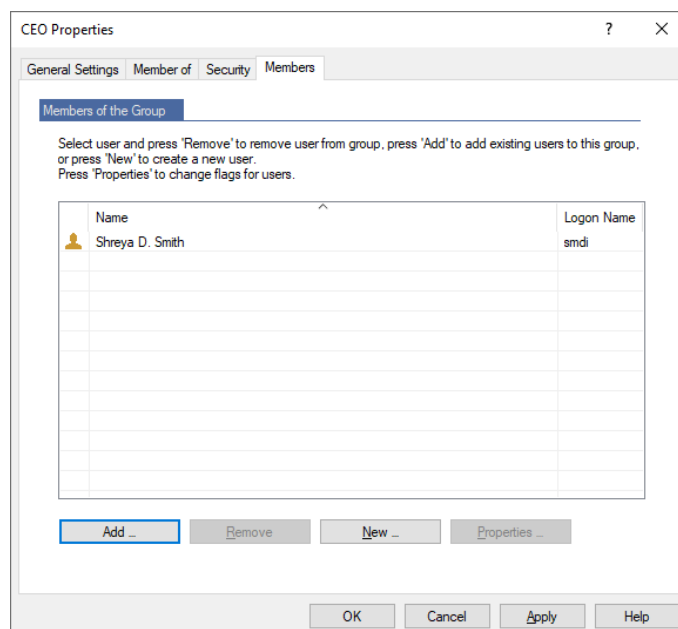 CEO Properties
?
General Settings
Member of
Security
Members
Members of the Group
Select user and press 'Remove' to remove user from group, press 'Add' to add existing users to this group,
or press 'New' to create a new user.
Press 'Properties' to change flags for users.
Name
Logon Name
Shreya D. Smith
smdi
Add ...
Remove
New ...
Properties ...
OK
Cancel
Apply
Help